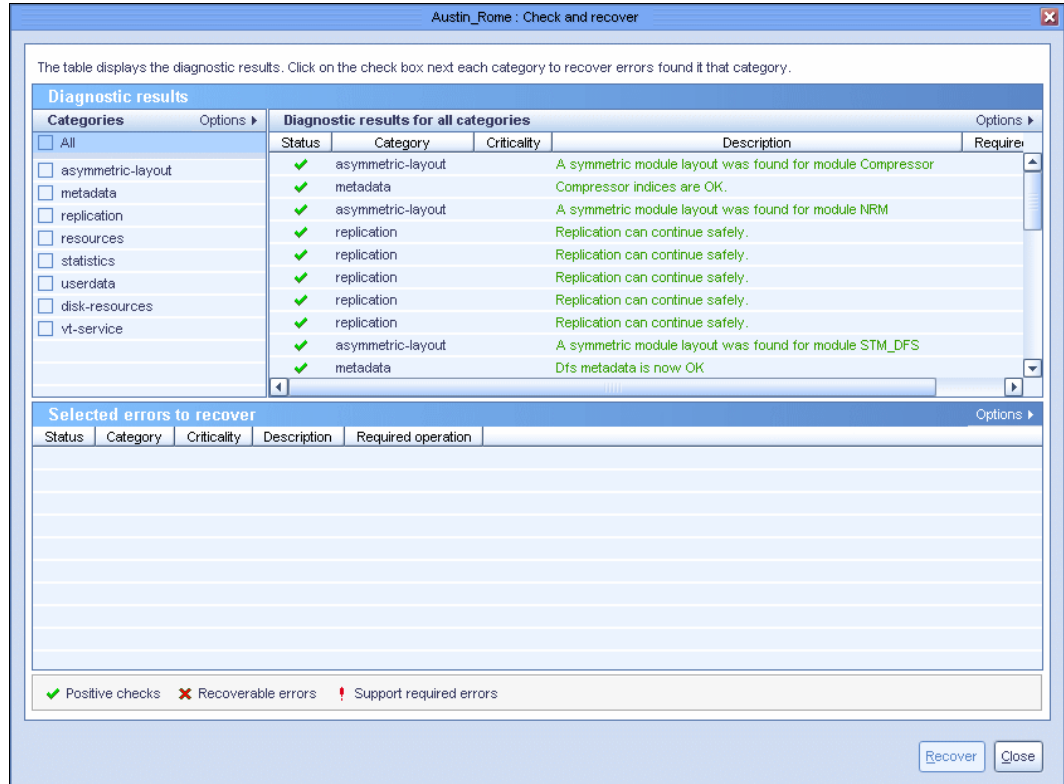 Austin_Rome : Check and recover
The table displays the diagnostic results. Click on the check box next each category to recover errors found it that category.
Diagnostic results
Categories Options
All
asymmetric-layout
metadata
replication
resources
statistics
userdata
disk-resources
vt-service
Diagnostic results for all categories Options
Status Category Criticality Description Require
asymmetric-layout A symmetric module layout was found for module Compressor
metadata Compressor indices are OK.
asymmetric-layout A symmetric module layout was found for module NRM
replication Replication can continue safely.
replication Replication can continue safely.
replication Replication can continue safely.
replication Replication can continue safely.
replication Replication can continue safely.
asymmetric-layout A symmetric module layout was found for module STM_DFS
metadata Dfs metadata is now OK
Selected errors to recover Options
Status Category Criticality Description Required operation
Positive checks Recoverable errors Support required errors
Recover Close